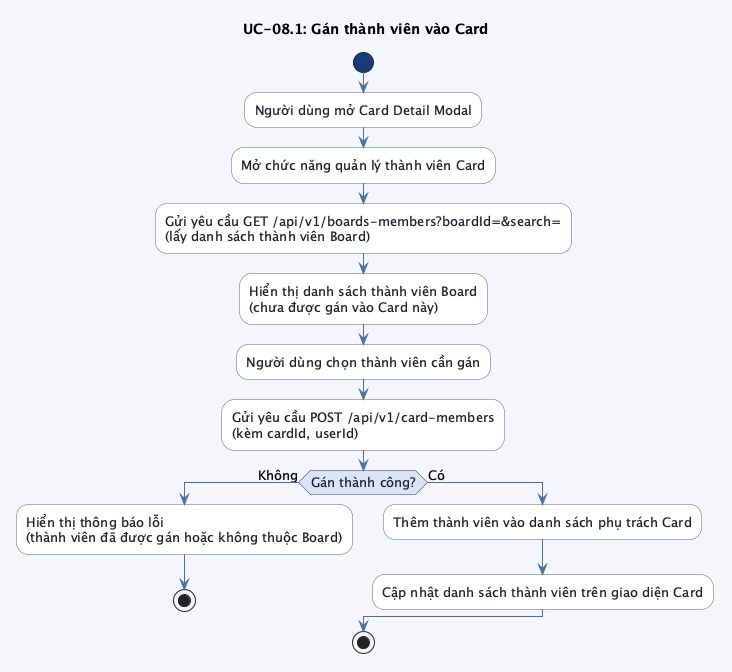 UC-08.1: Gán thành viên vào Card
Người dùng mở Card Detail Modal
Mở chức năng quản lý thành viên Card
Gửi yêu cầu GET /api/v1/boards-members?boardId=&search=
(lấy danh sách thành viên Board)
Hiển thị danh sách thành viên Board
(chưa được gán vào Card này)
Người dùng chọn thành viên cần gán
Gửi yêu cầu POST /api/v1/card-members
(kèm cardId, userId)
Không
Gán thành công?
Có
Hiển thị thông báo lỗi
(thành viên đã được gán hoặc không thuộc Board)
Thêm thành viên vào danh sách phụ trách Card
Cập nhật danh sách thành viên trên giao diện Card